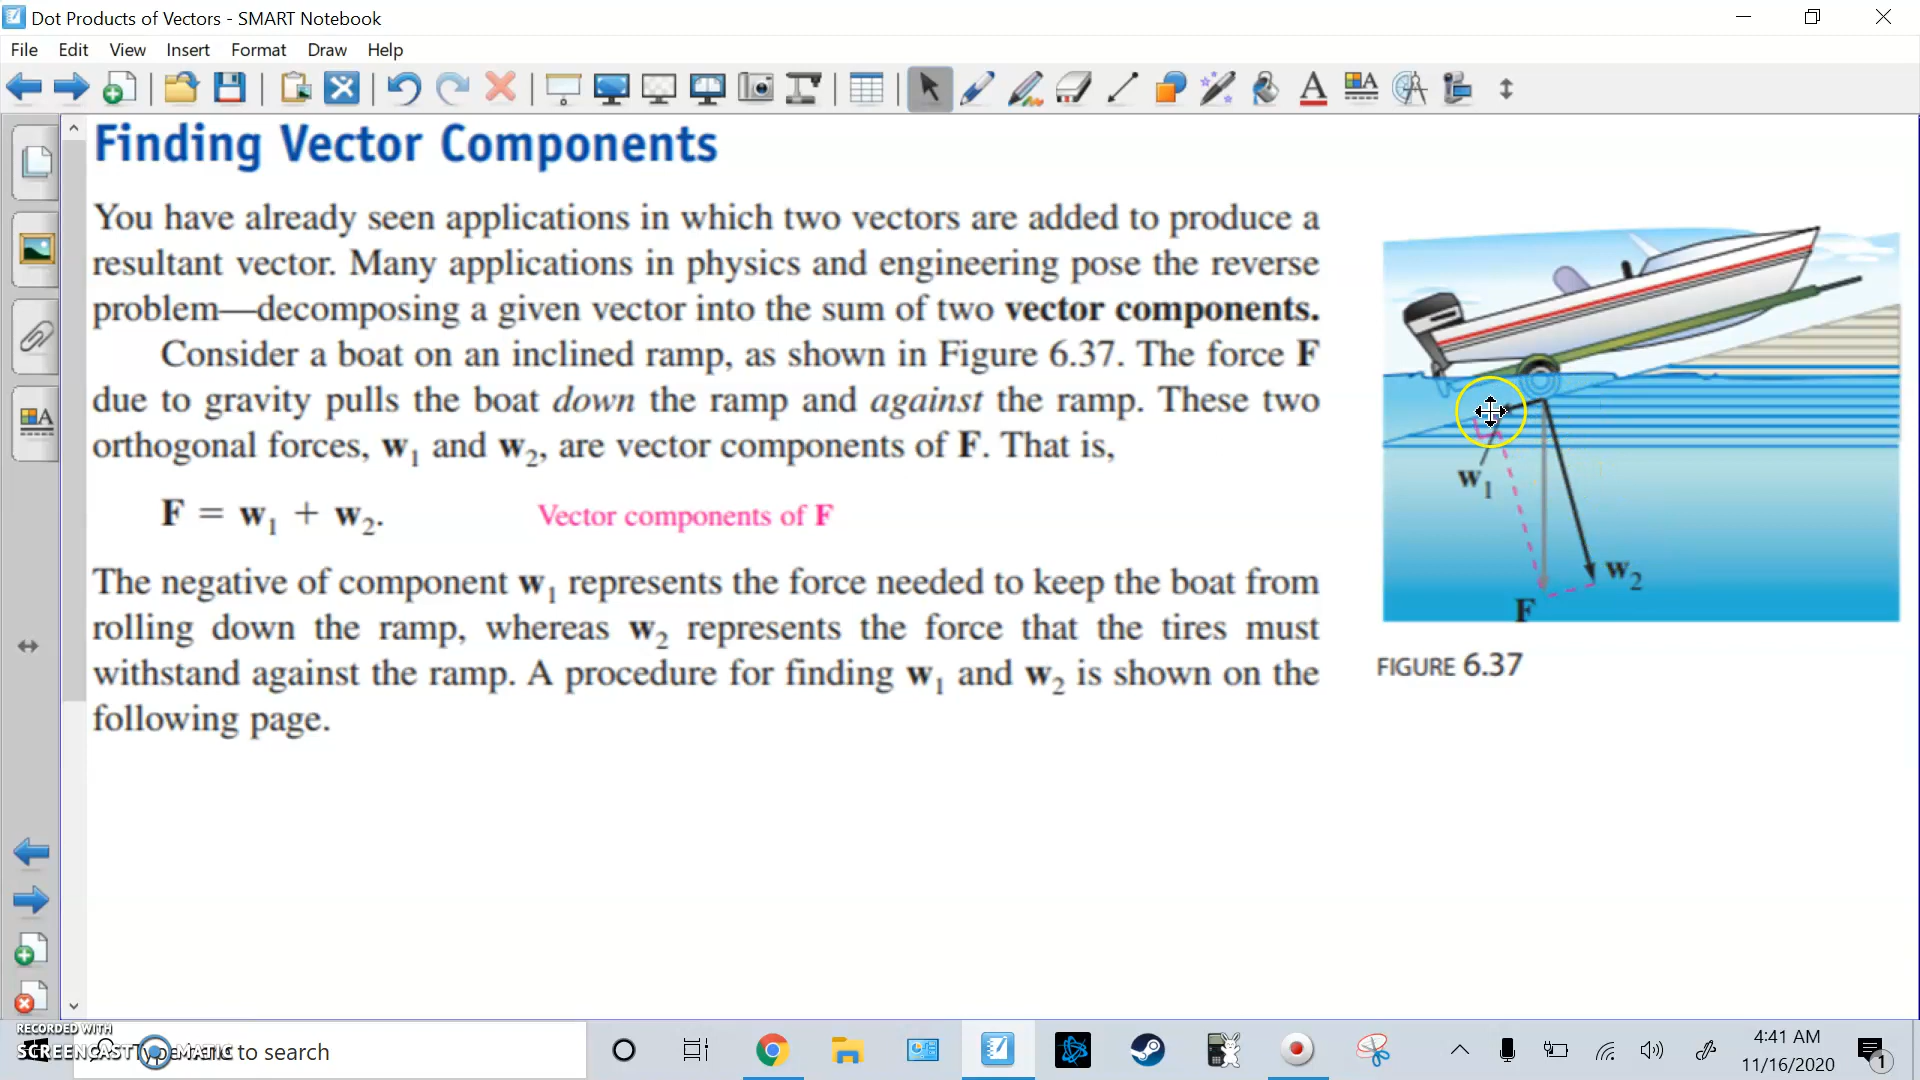 Dot Products of Vectors - SMART Notebook
File Edit View Insert Format Draw Help
Finding Vector Components
You have already seen applications in which two vectors are added to produce a
resultant vector. Many applications in physics and engineering pose the reverse
problem—decomposing a given vector into the sum of two vector components.
Consider a boat on an inclined ramp, as shown in Figure 6.37. The force F
due to gravity pulls the boat down the ramp and against the ramp. These two
orthogonal forces, w₁ and w₂, are vector components of F. That is,
F = w₁ + w₂. Vector components of F
The negative of component w₁ represents the force needed to keep the boat from
rolling down the ramp, whereas w₂ represents the force that the tires must
withstand against the ramp. A procedure for finding w₁ and w₂ is shown on the
following page.
w₁
w₂
F
FIGURE 6.37
RECORDED WITH
SCREENCAST MATIC
to search
4:41 AM
11/16/2020
1